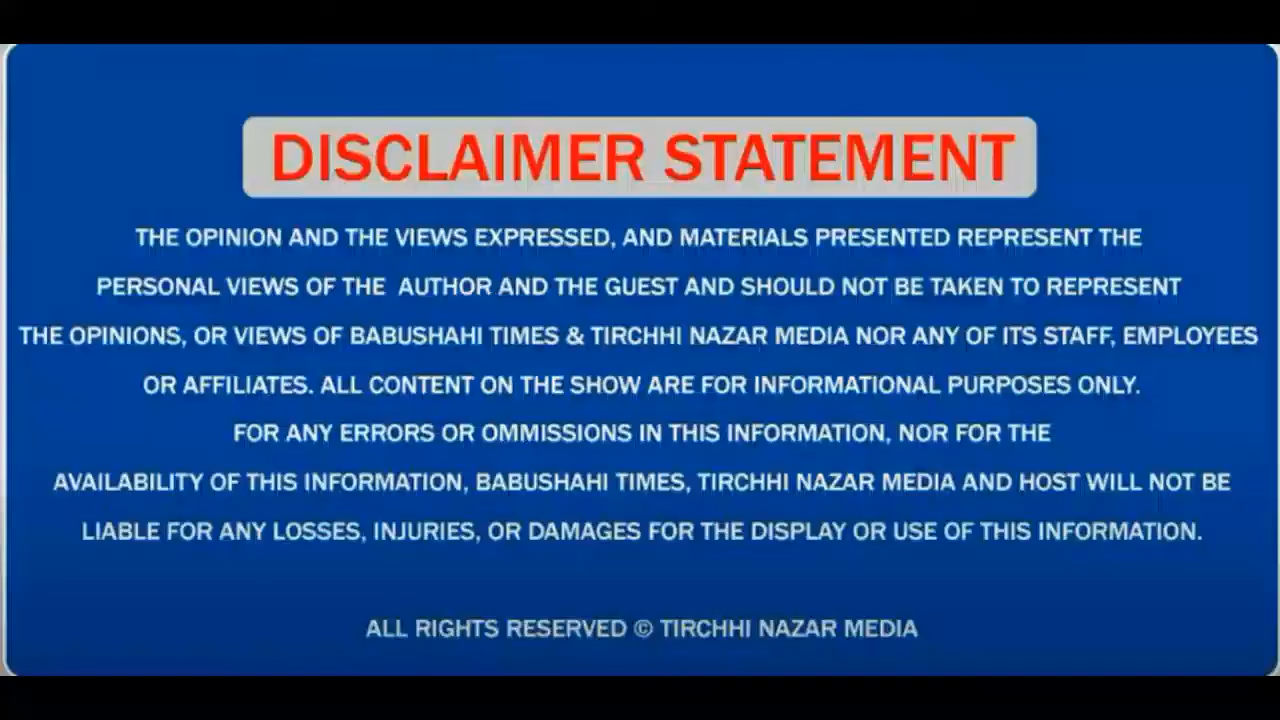 DISCLAIMER STATEMENT
THE OPINION AND THE VIEWS EXPRESSED, AND MATERIALS PRESENTED REPRESENT THE
PERSONAL VIEWS OF THE AUTHOR AND THE GUEST AND SHOULD NOT BE TAKEN TO REPRESENT
THE OPINIONS, OR VIEWS OF BABUSHAHI TIMES & TIRCHHI NAZAR MEDIA NOR ANY OF ITS STAFF, EMPLOYEES
OR AFFILIATES. ALL CONTENT ON THE SHOW ARE FOR INFORMATIONAL PURPOSES ONLY.
FOR ANY ERRORS OR OMMISSIONS IN THIS INFORMATION, NOR FOR THE
AVAILABILITY OF THIS INFORMATION, BABUSHAHI TIMES, TIRCHHI NAZAR MEDIA AND HOST WILL NOT BE
LIABLE FOR ANY LOSSES, INJURIES, OR DAMAGES FOR THE DISPLAY OR USE OF THIS INFORMATION.
ALL RIGHTS RESERVED © TIRCHHI NAZAR MEDIA